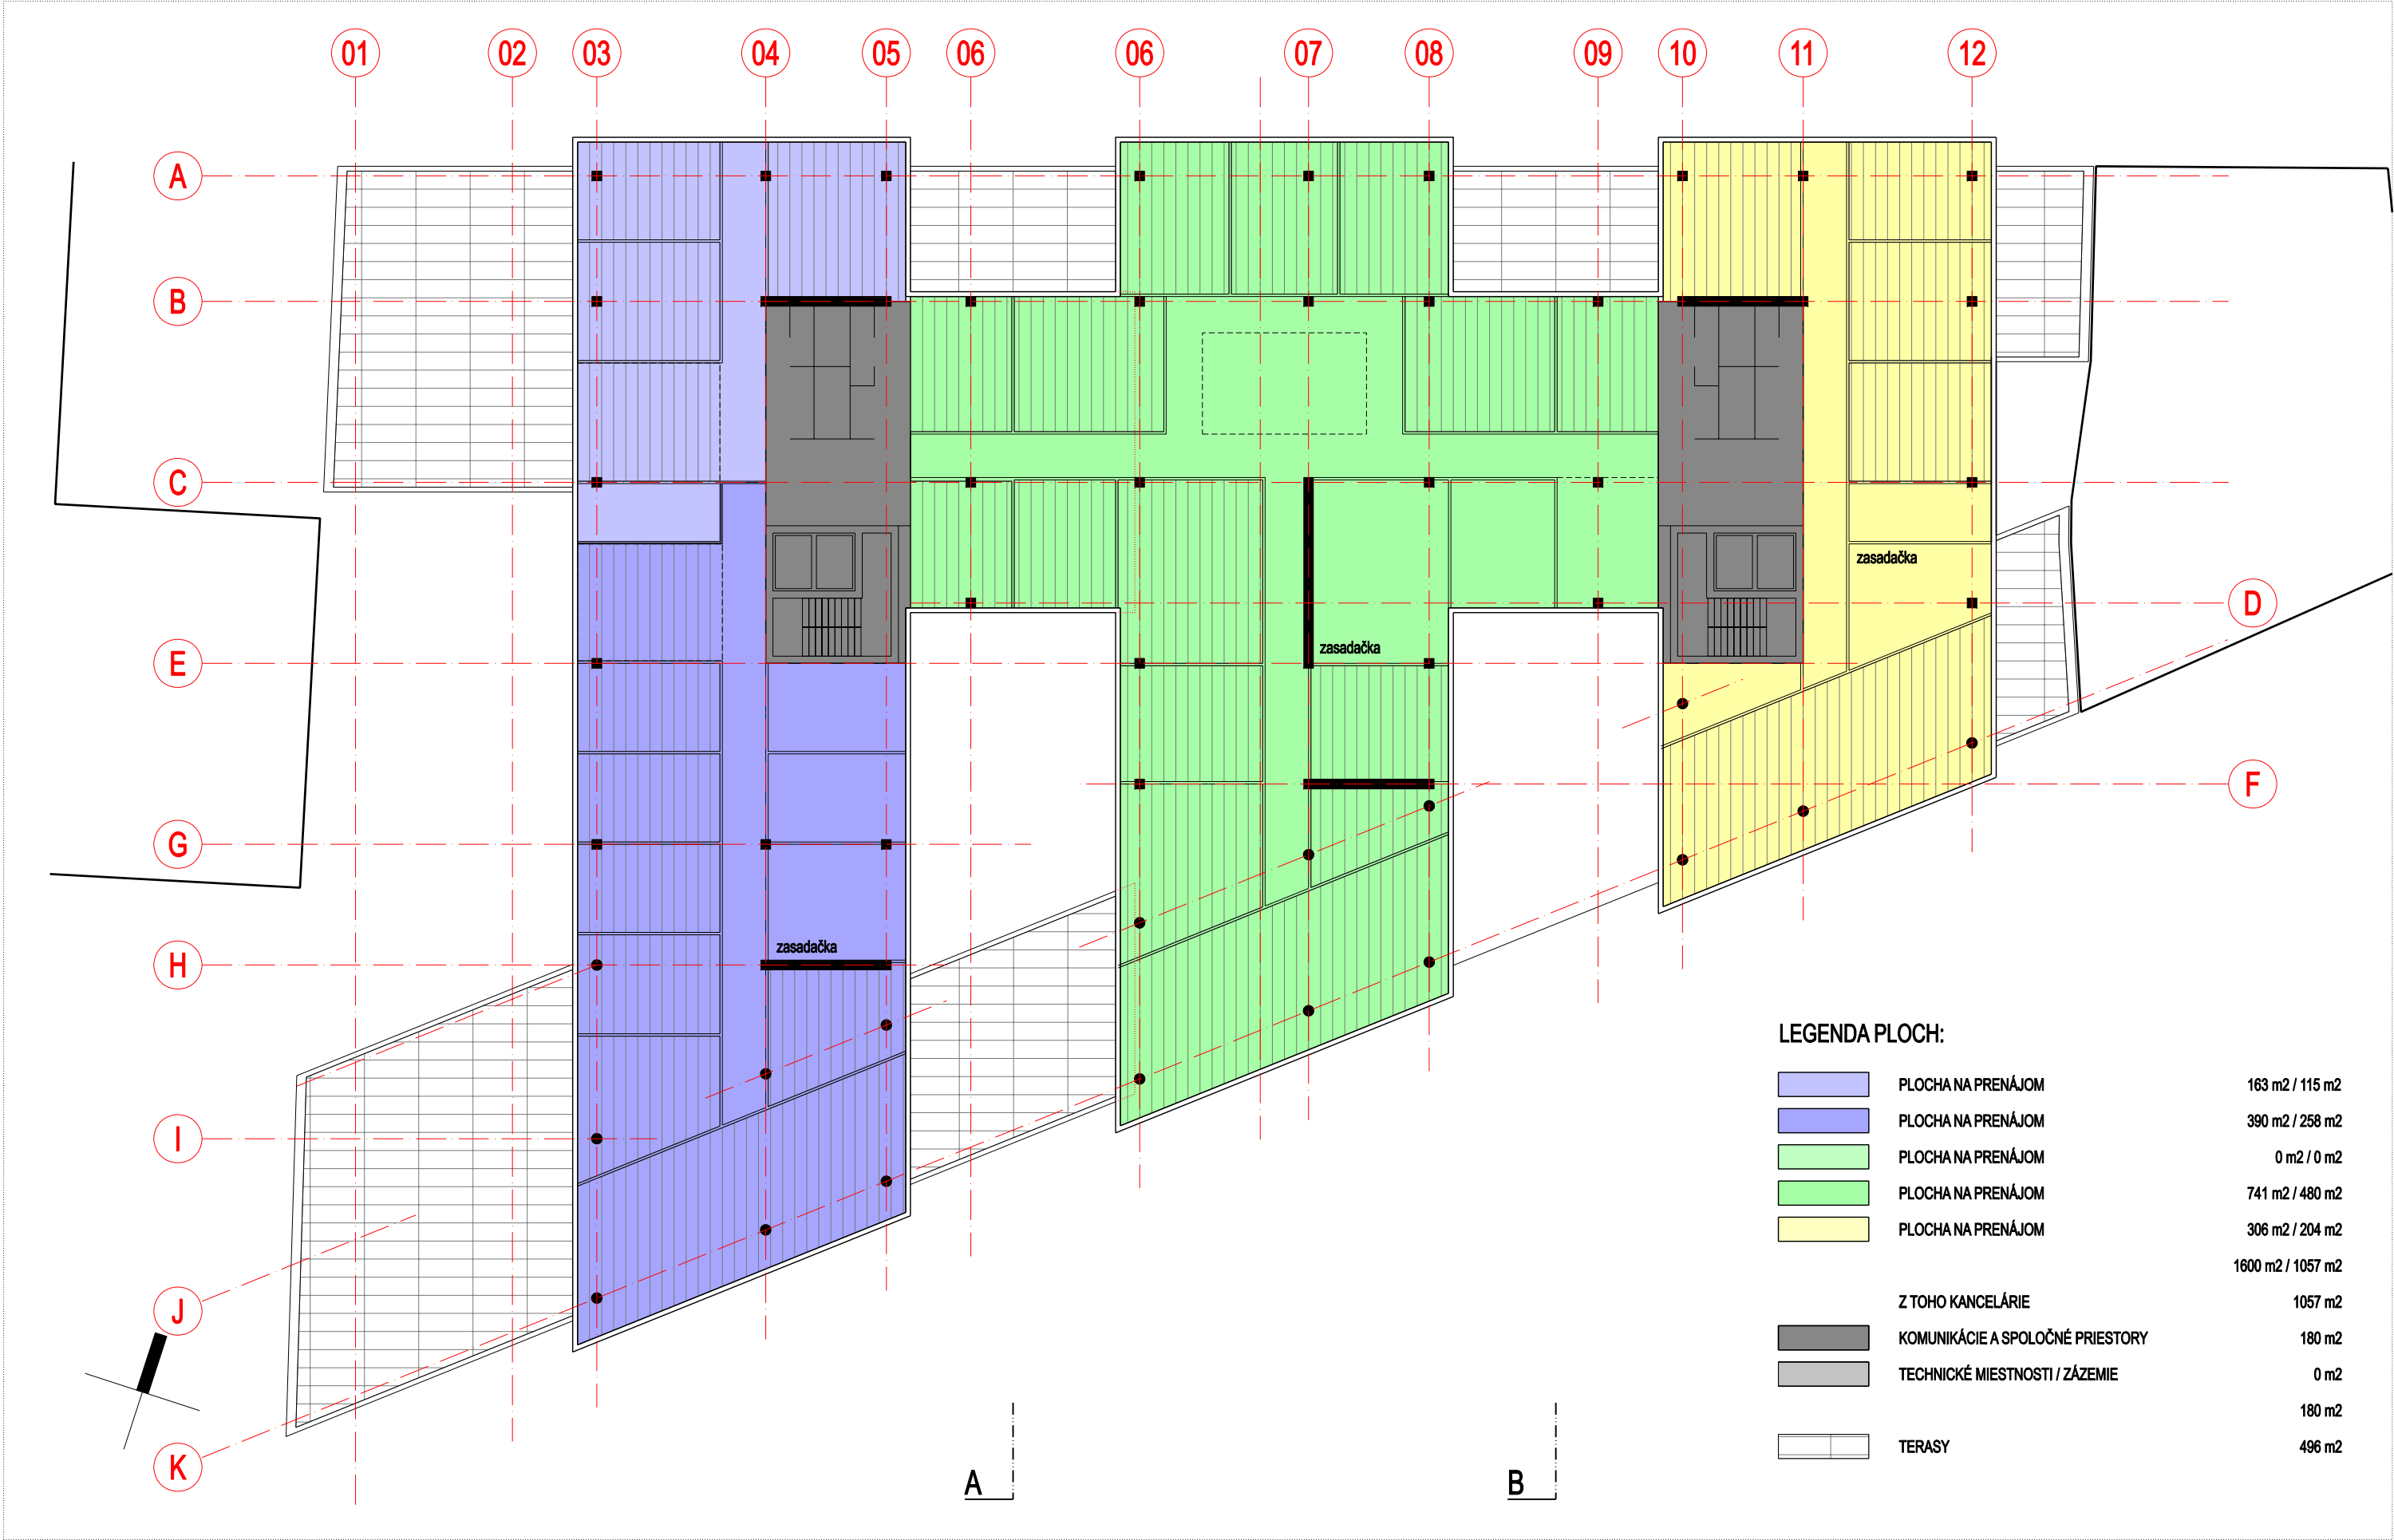 01 02 03 04 05 06 06 07 08 09 10 11 12
A
B
C
zasadačka
D
zasadačka
E
F
G
zasadačka
H
LEGENDA PLOCH:
PLOCHA NA PRENÁJOM 163 m2 / 115 m2
PLOCHA NA PRENÁJOM 390 m2 / 258 m2
I
PLOCHA NA PRENÁJOM 0 m2 / 0 m2
PLOCHA NA PRENÁJOM 741 m2 / 480 m2
PLOCHA NA PRENÁJOM 306 m2 / 204 m2
1600 m2 / 1057 m2
Z TOHO KANCELÁRIE 1057 m2
J
KOMUNIKÁCIE A SPOLOČNÉ PRIESTORY 180 m2
TECHNICKÉ MIESTNOSTI / ZÁZEMIE 0 m2
180 m2
TERASY 496 m2
K
A B